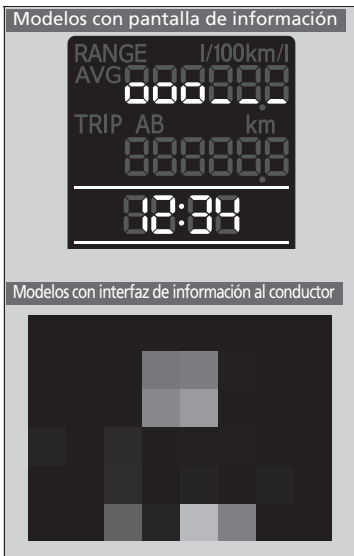 Modelos con pantalla de información
RANGE l/100km/l
AVG
TRIP AB km
12:34
Modelos con interfaz de información al conductor